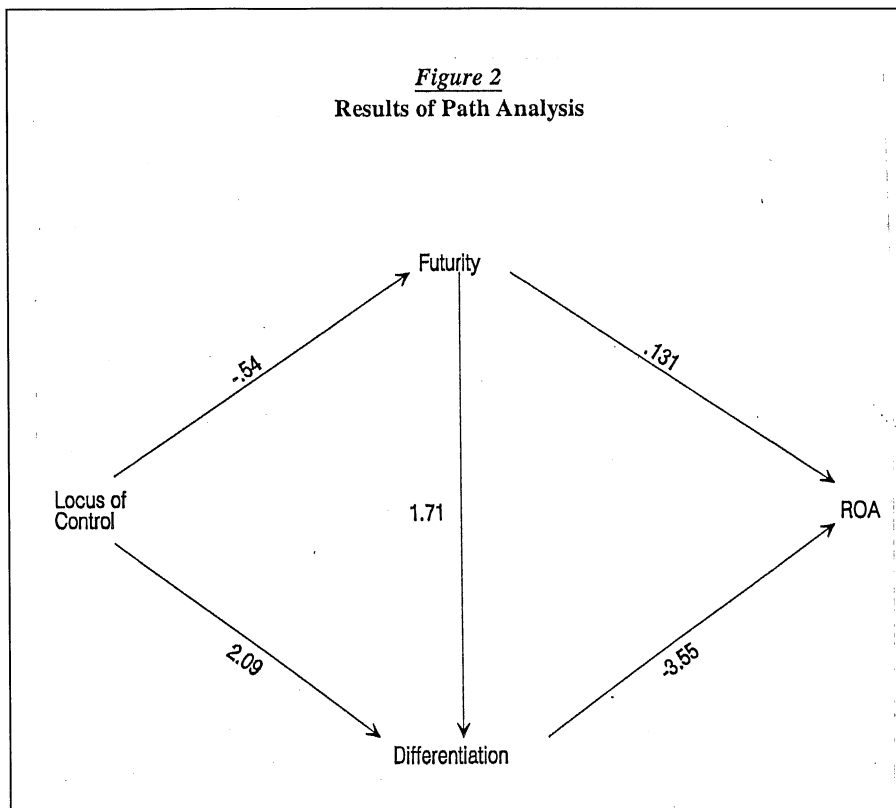 Figure 2
Results of Path Analysis
Futurity
-.54
.131
Locus of
Control
1.71
ROA
2.09
-3.55
Differentiation